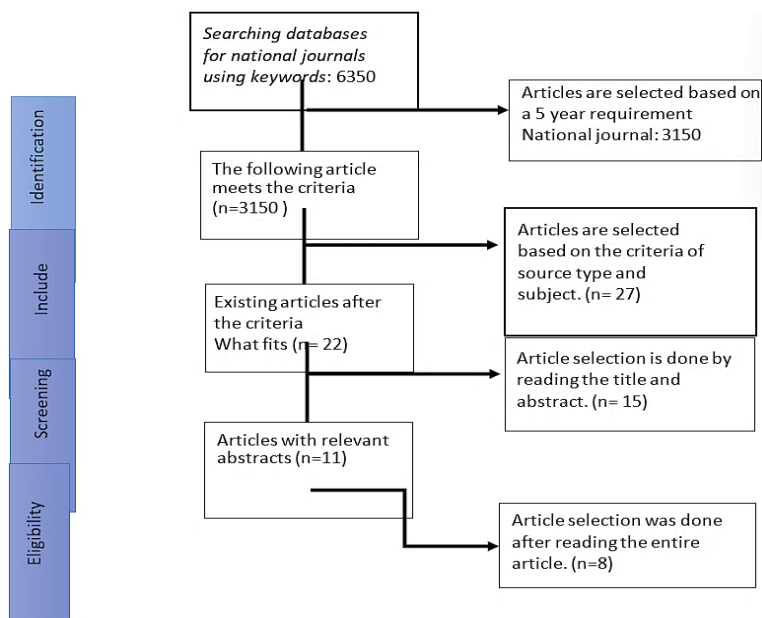 Searching databases
for national journals
using keywords: 6350
Articles are selected based on
a 5 year requirement
National journal: 3150
Identification
The following article
meets the criteria
(n=3150 )
Articles are selected
based on the criteria of
source type and
subject. (n= 27)
Include
Existing articles after
the criteria
What fits (n= 22)
Article selection is done by
reading the title and
abstract. (n= 15)
Screening
Articles with relevant
abstracts (n=11)
Eligibility
Article selection was done
after reading the entire
article. (n=8)